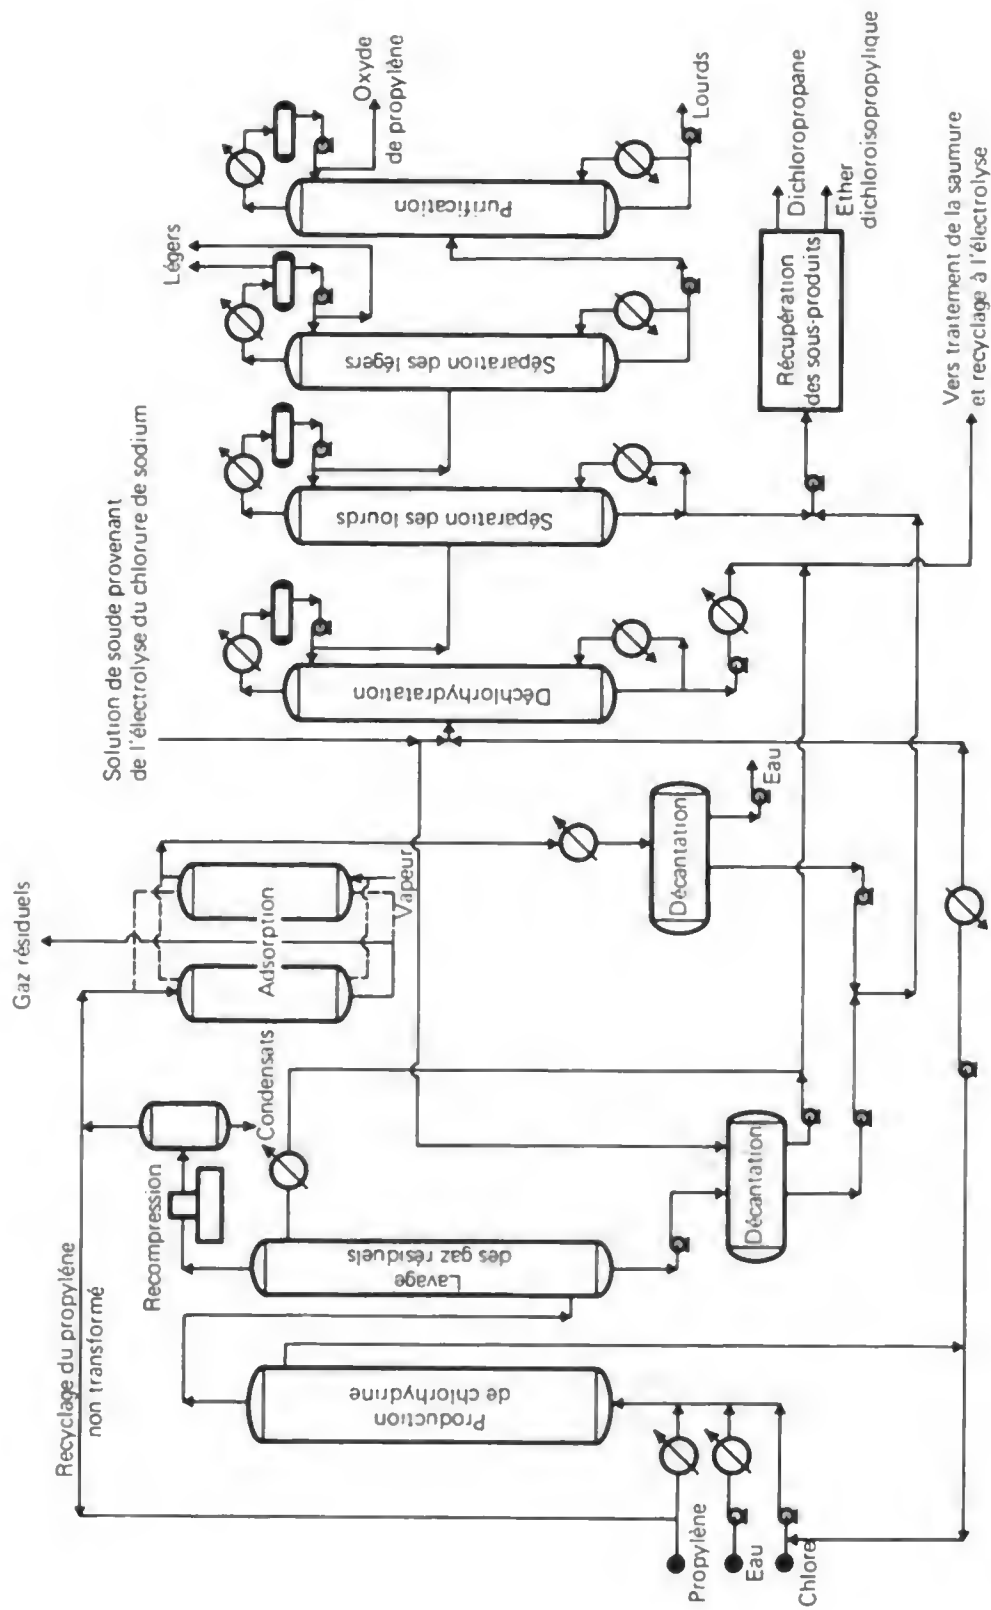 Gaz résiduels
Recyclage du propylène
non transformé
Recompression
Condensats
Adsorption
Vapeur
Solution de soude provenant
de l'électrolyse du chlorure de sodium
Légers
Oxyde
de propylène
Production
de chlorhydrine
Lavage
des gaz résiduels
Décantation
Décantation
Eau
Déchlorhydratation
Séparation des lourds
Séparation des légers
Purification
Lourds
Récupération
des sous-produits
Dichloropropane
Ether
dichloroisopropylique
Vers traitement de la saumure
et recyclage à l'électrolyse
Propylène
Eau
Chlore